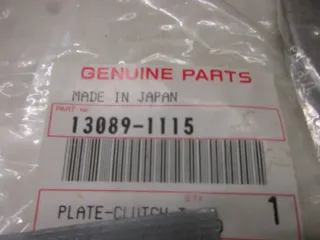 GENUINE PARTS
MADE IN JAPAN
PART NO.
13089-1115
QTY
PLATE-CLUTCH
1